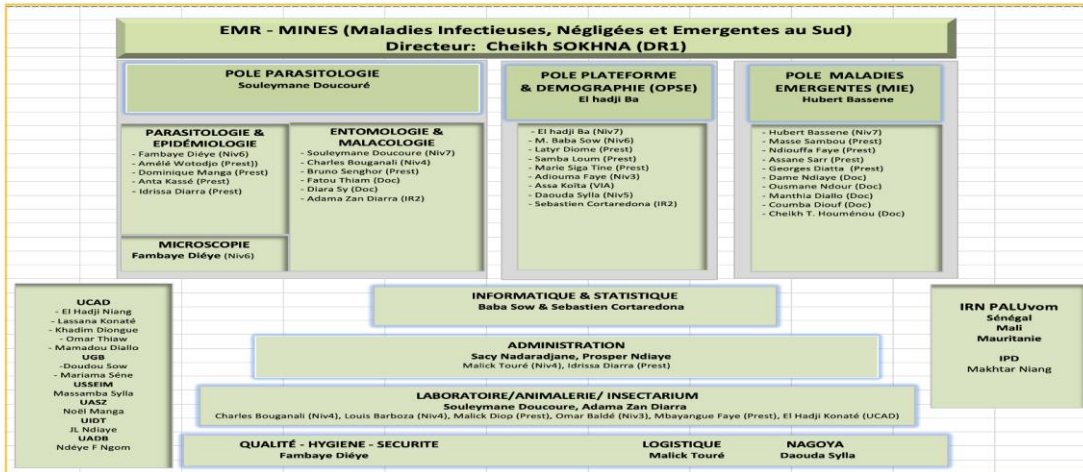 EMR - MINES (Maladies Infectieuses, Négligées et Emergentes au Sud)
Directeur: Cheikh SOKHNA (DR1)
POLE PARASITOLOGIE
Souleymane Doucouré
PARASITOLOGIE &
EPIDÉMIOLOGIE
- Fambaye Diéye (Niv6)
- Amélé Wotodjo (Prest))
- Dominique Manga (Prest)
- Anta Kassé (Prest)
- Idrissa Diarra (Prest)
MICROSCOPIE
Fambaye Diéye (Niv6)
ENTOMOLOGIE &
MALACOLOGIE
- Souleymane Doucoure (Niv7)
- Charles Bouganali (Niv4)
- Bruno Senghor (Prest)
- Fatou Thiam (Doc)
- Diara Sy (Doc)
- Adama Zan Diarra (IR2)
POLE PLATEFORME
& DEMOGRAPHIE (OPSE)
El hadji Ba
- El hadji Ba (Niv7)
- M. Baba Sow (Niv6)
- Latyr Diome (Prest)
- Samba Loum (Prest)
- Marie Siga Tine (Prest)
- Adiouma Faye (Niv3)
- Assa Koïta (VIA)
- Daouda Sylla (Niv5)
- Sebastien Cortaredona (IR2)
POLE MALADIES
EMERGENTES (MIE)
Hubert Bassene
- Hubert Bassene (Niv7)
- Masse Sambou (Prest)
- Ndiouffa Faye (Prest)
- Assane Sarr (Prest)
- Georges Diatta (Prest)
- Dame Ndiaye (Doc)
- Ousmane Ndour (Doc)
- Manthia Diallo (Doc)
- Coumba Diouf (Doc)
- Cheikh T. Houménou (Doc)
UCAD
- El Hadji Niang
- Lassana Konaté
- Khadim Diongue
- Omar Thiaw
- Mamadou Diallo
UGB
-Doudou Sow
- Mariama Séne
USSEIM
Massamba Sylla
UASZ
Noël Manga
UIDT
JL Ndiaye
UADB
Ndéye F Ngom
INFORMATIQUE & STATISTIQUE
Baba Sow & Sebastien Cortaredona
ADMINISTRATION
Sacy Nadaradjane, Prosper Ndiaye
Malick Touré (Niv4), Idrissa Diarra (Prest)
LABORATOIRE/ANIMALERIE/ INSECTARIUM
Souleymane Doucoure, Adama Zan Diarra
Charles Bouganali (Niv4), Louis Barboza (Niv4), Malick Diop (Prest), Omar Baldé (Niv3), Mbayangue Faye (Prest), El Hadji Konaté (UCAD)
QUALITÉ - HYGIENE - SECURITE
Fambaye Diéye
LOGISTIQUE
Malick Touré
NAGOYA
Daouda Sylla
IRN PALUvom
Sénégal
Mali
Mauritanie
IPD
Makhtar Niang